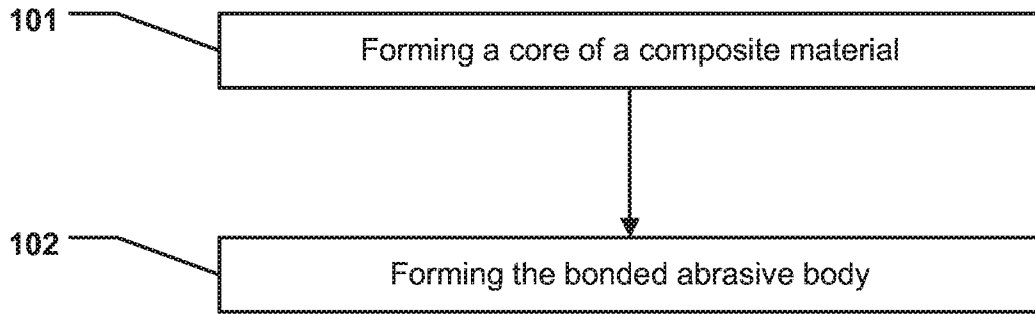 101
Forming a core of a composite material
102
Forming the bonded abrasive body